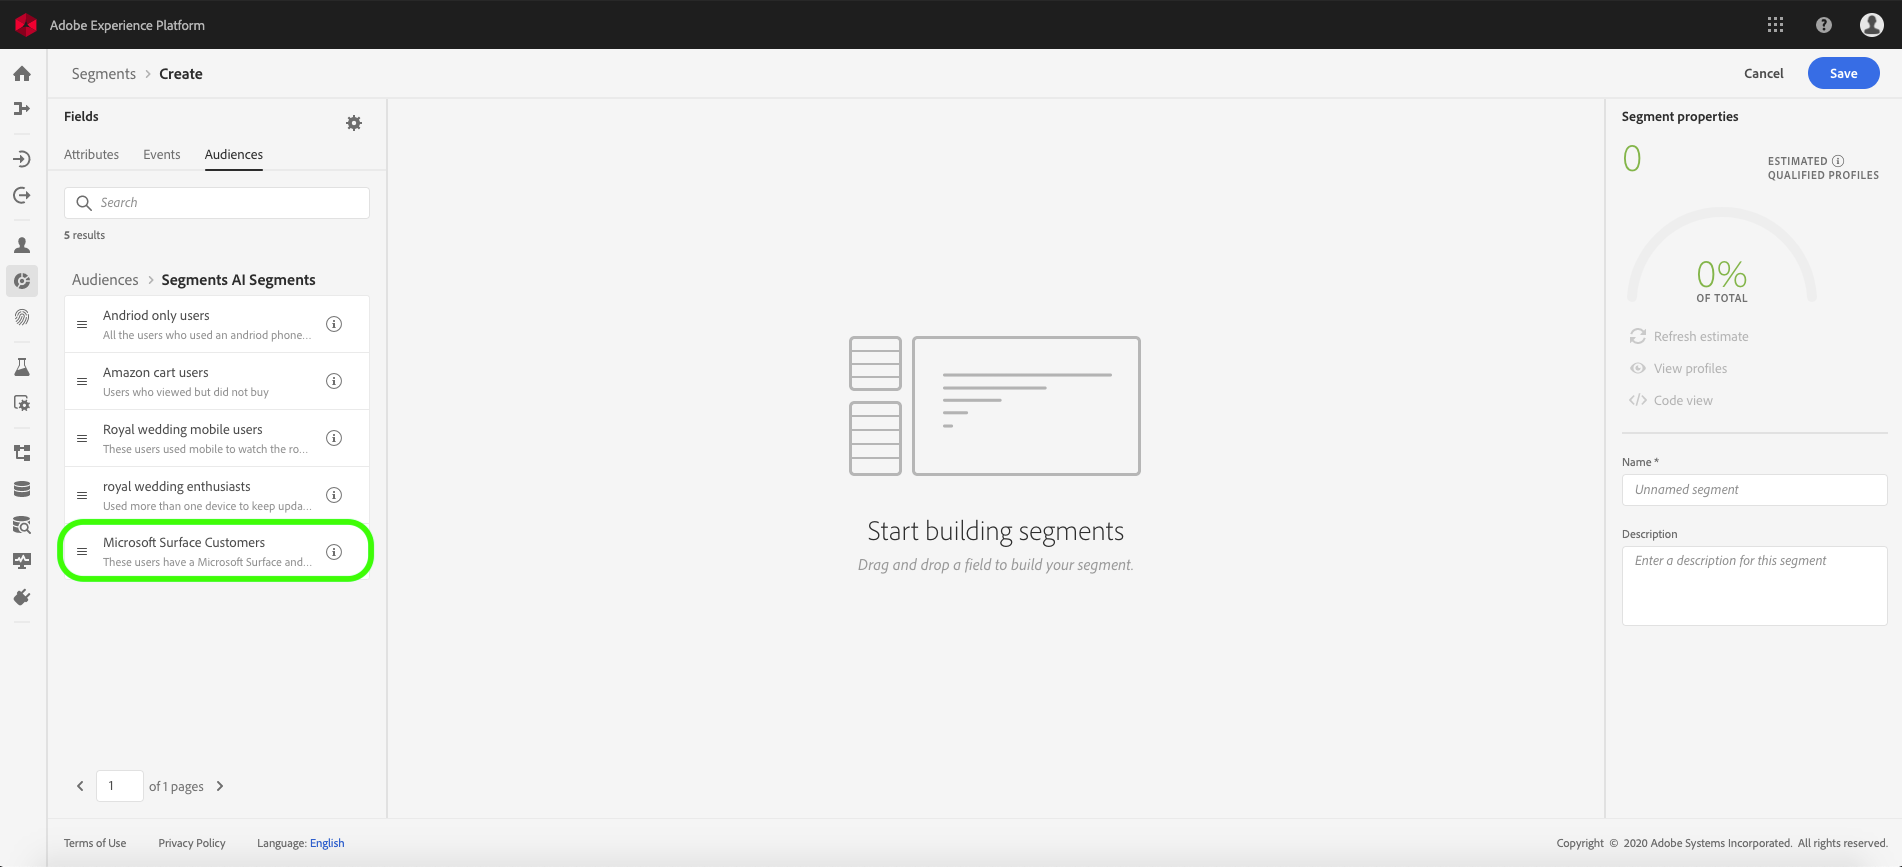 Adobe Experience Platform
Segments > Create
Cancel
Save
Fields
Attributes
Events
Audiences
Search
5 results
Audiences > Segments AI Segments
Andriod only users
All the users who used an andriod phone...
Amazon cart users
Users who viewed but did not buy
Royal wedding mobile users
These users used mobile to watch the ro...
royal wedding enthusiasts
Used more than one device to keep upda...
Microsoft Surface Customers
These users have a Microsoft Surface and...
1 of 1 pages
Start building segments
Drag and drop a field to build your segment.
Segment properties
0
ESTIMATED
QUALIFIED PROFILES
0%
OF TOTAL
Refresh estimate
View profiles
</> Code view
Name *
Unnamed segment
Description
Enter a description for this segment
Terms of Use
Privacy Policy
Language: English
Copyright © 2020 Adobe Systems Incorporated. All rights reserved.